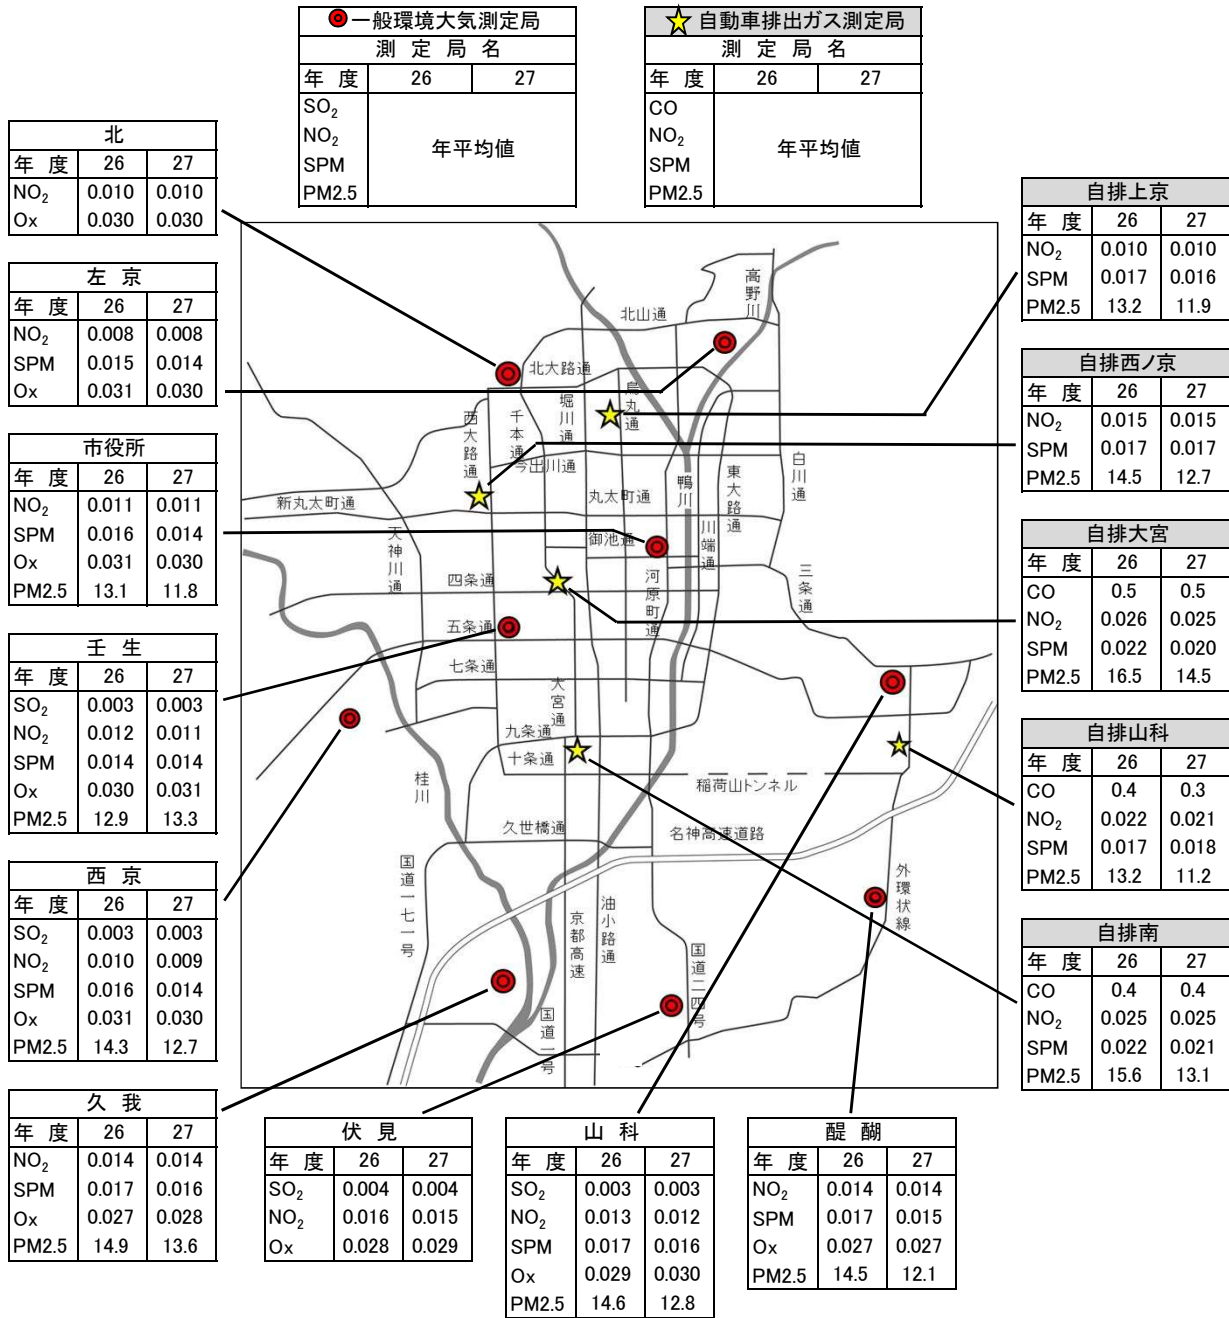 一般環境大気測定局
測 定 局 名
年 度 26 27
SO₂
NO₂
SPM
PM2.5
年平均値
自動車排出ガス測定局
測 定 局 名
年 度 26 27
CO
NO₂
SPM
PM2.5
年平均値
北
年 度 26 27
NO₂ 0.010 0.010
Ox 0.030 0.030
左 京
年 度 26 27
NO₂ 0.008 0.008
SPM 0.015 0.014
Ox 0.031 0.030
市役所
年 度 26 27
NO₂ 0.011 0.011
SPM 0.016 0.014
Ox 0.031 0.030
PM2.5 13.1 11.8
壬 生
年 度 26 27
SO₂ 0.003 0.003
NO₂ 0.012 0.011
SPM 0.014 0.014
Ox 0.030 0.031
PM2.5 12.9 13.3
西 京
年 度 26 27
SO₂ 0.003 0.003
NO₂ 0.010 0.009
SPM 0.016 0.014
Ox 0.031 0.030
PM2.5 14.3 12.7
久 我
年 度 26 27
NO₂ 0.014 0.014
SPM 0.017 0.016
Ox 0.027 0.028
PM2.5 14.9 13.6
高野川
北山通
北大路通
烏丸通
堀川通
千本通
西大路通
今出川通
白川通
東大路通
鴨川
丸太町通
新丸太町通
川端通
御池通
天神川通
三条通
河原町通
四条通
五条通
七条通
大宮通
九条通
十条通
桂川
稲荷山トンネル
久世橋通
名神高速道路
国道一七一号
外環状線
油小路通
京都高速
国道二四号
国道一号
自排上京
年 度 26 27
NO₂ 0.010 0.010
SPM 0.017 0.016
PM2.5 13.2 11.9
自排西ノ京
年 度 26 27
NO₂ 0.015 0.015
SPM 0.017 0.017
PM2.5 14.5 12.7
自排大宮
年 度 26 27
CO 0.5 0.5
NO₂ 0.026 0.025
SPM 0.022 0.020
PM2.5 16.5 14.5
自排山科
年 度 26 27
CO 0.4 0.3
NO₂ 0.022 0.021
SPM 0.017 0.018
PM2.5 13.2 11.2
自排南
年 度 26 27
CO 0.4 0.4
NO₂ 0.025 0.025
SPM 0.022 0.021
PM2.5 15.6 13.1
伏 見
年 度 26 27
SO₂ 0.004 0.004
NO₂ 0.016 0.015
Ox 0.028 0.029
山 科
年 度 26 27
SO₂ 0.003 0.003
NO₂ 0.013 0.012
SPM 0.017 0.016
Ox 0.029 0.030
PM2.5 14.6 12.8
醍 醐
年 度 26 27
NO₂ 0.014 0.014
SPM 0.017 0.015
Ox 0.027 0.027
PM2.5 14.5 12.1